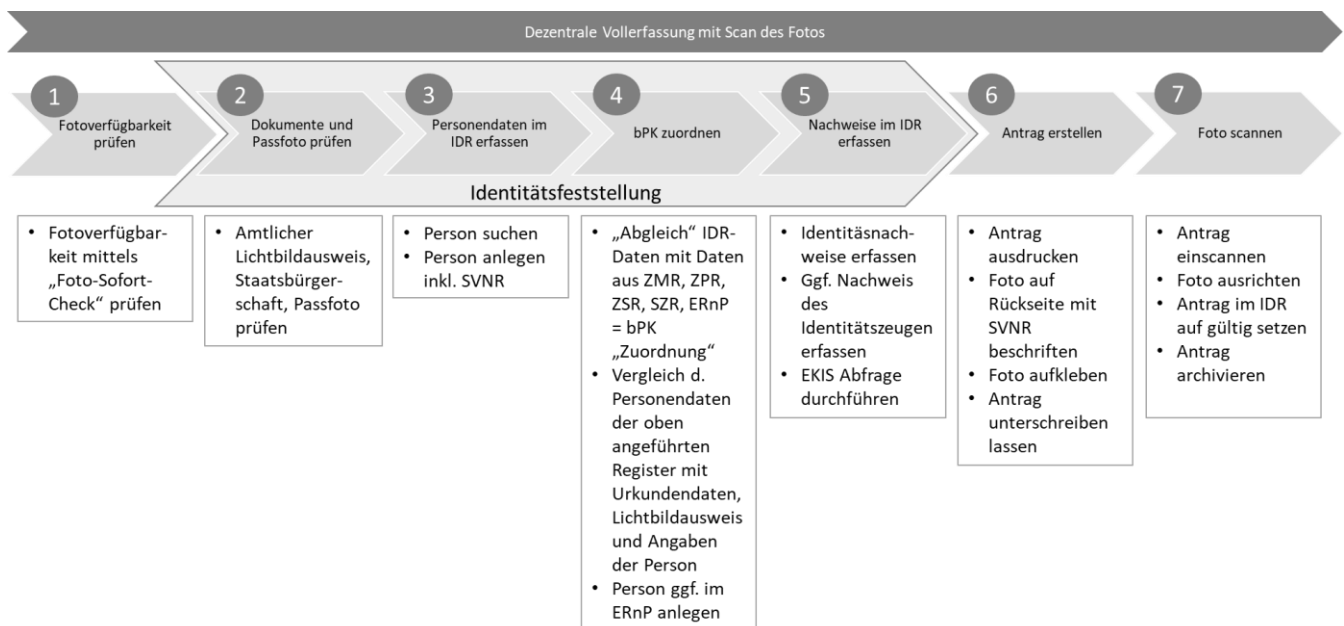 Dezentrale Vollerfassung mit Scan des Fotos
1
Fotoverfügbarkeit
prüfen
2
Dokumente und
Passfoto prüfen
3
Personendaten im
IDR erfassen
4
bPK zuordnen
5
Nachweise im IDR
erfassen
6
Antrag erstellen
7
Foto scannen
Identitätsfeststellung
• Fotoverfügbar-
keit mittels
„Foto-Sofort-
Check“ prüfen
• Amtlicher
Lichtbildausweis,
Staatsbürger-
schaft, Passfoto
prüfen
• Person suchen
• Person anlegen
inkl. SVNR
• „Abgleich“ IDR-
Daten mit Daten
aus ZMR, ZPR,
ZSR, SZR, ERnP
= bPK
„Zuordnung“
• Vergleich d.
Personendaten
der oben
angeführten
Register mit
Urkundendaten,
Lichtbildausweis
und Angaben
der Person
• Person ggf. im
ERnP anlegen
• Identitäsnach-
weise erfassen
• Ggf. Nachweis
des
Identitätszeugen
erfassen
• EKIS Abfrage
durchführen
• Antrag
ausdrucken
• Foto auf
Rückseite mit
SVNR
beschriften
• Foto aufkleben
• Antrag
unterschreiben
lassen
• Antrag
einscannen
• Foto ausrichten
• Antrag im IDR
auf gültig setzen
• Antrag
archivieren